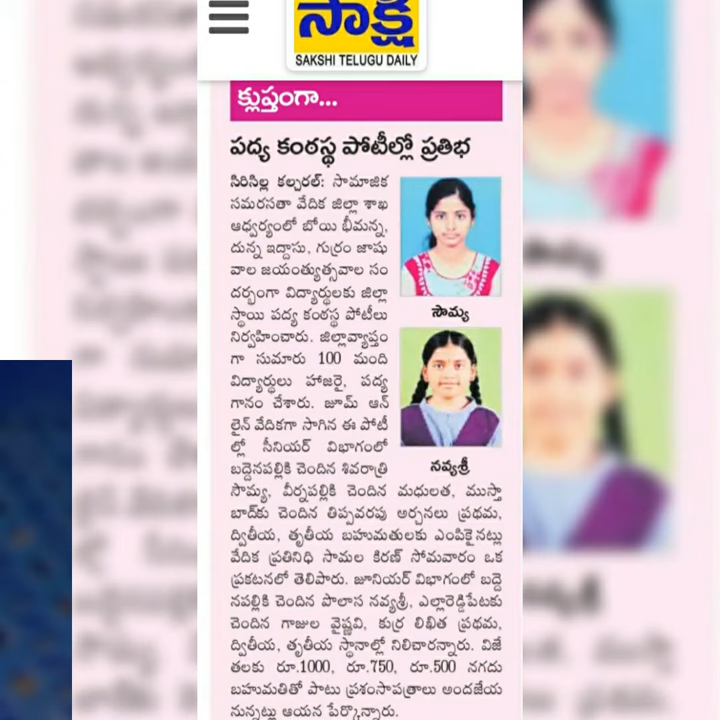 సాక్షి
SAKSHI TELUGU DAILY
క్లుప్తంగా...
పద్య కంఠస్థ పోటీల్లో ప్రతిభ
సిరిసిల్ల కల్చరల్: సామాజిక
సమరసతా వేదిక జిల్లా శాఖ
ఆధ్వర్యంలో బోయి భీమన్న,
దున్న ఇద్దాసు, గుర్రం జాషు
వాల జయంత్యుత్సవాల సం
దర్భంగా విద్యార్థులకు జిల్లా
స్థాయి పద్య కంఠస్థ పోటీలు
నిర్వహించారు. జిల్లావ్యాప్తం
గా సుమారు 100 మంది
విద్యార్థులు హాజరై, పద్య
గానం చేశారు. జూమ్ ఆన్
లైన్ వేదికగా సాగిన ఈ పోటీ
ల్లో సీనియర్ విభాగంలో
బద్దెనపల్లికి చెందిన శివరాత్రి
సౌమ్య, వీర్నపల్లికి చెందిన మధులత, ముస్తా
బాద్‌కు చెందిన తిప్పవరపు అర్చనలు ప్రథమ,
ద్వితీయ, తృతీయ బహుమతులకు ఎంపికైనట్లు
వేదిక ప్రతినిధి సామల కిరణ్ సోమవారం ఒక
ప్రకటనలో తెలిపారు. జూనియర్ విభాగంలో బద్దె
నపల్లికి చెందిన పొలాస నవ్యశ్రీ, ఎల్లారెడ్డిపేటకు
చెందిన గాజుల వైష్ణవి, కుర్ర లిఖిత ప్రథమ,
ద్వితీయ, తృతీయ స్థానాల్లో నిలిచారన్నారు. విజే
తలకు రూ.1000, రూ.750, రూ.500 నగదు
బహుమతితో పాటు ప్రశంసాపత్రాలు అందజేయ
నున్నట్లు ఆయన పేర్కొన్నారు.
సౌమ్య
నవ్యశ్రీ